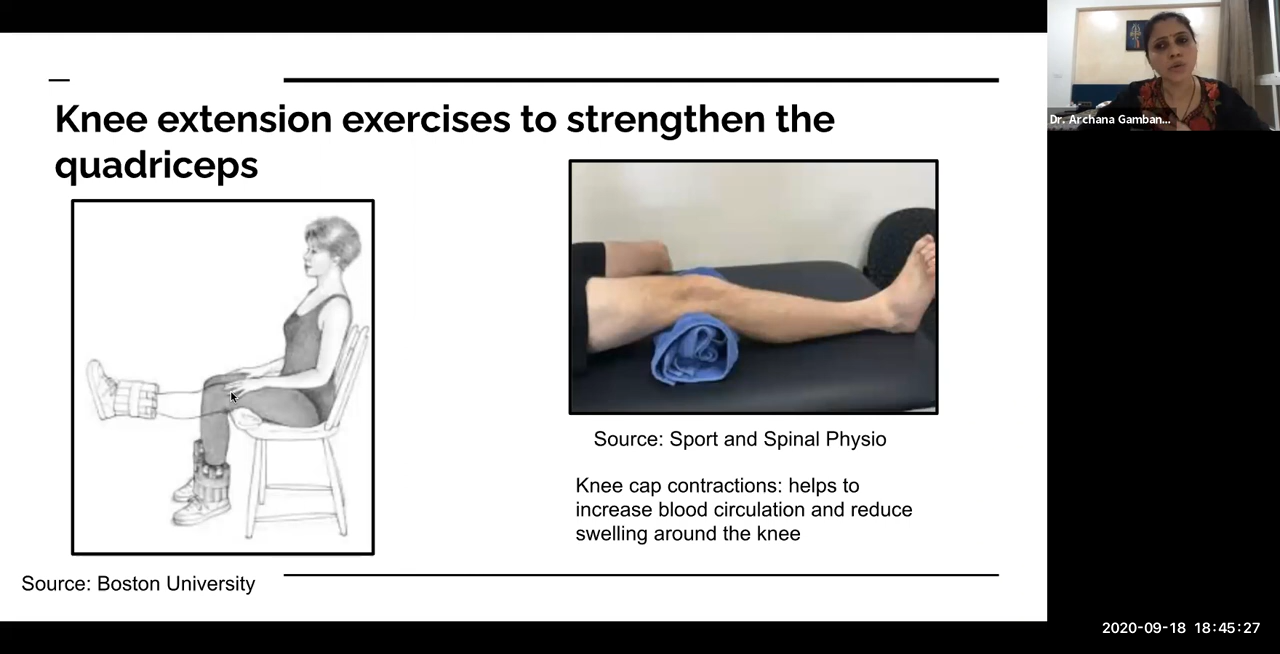 Knee extension exercises to strengthen the
quadriceps
Source: Sport and Spinal Physio
Knee cap contractions: helps to
increase blood circulation and reduce
swelling around the knee
Source: Boston University
Dr. Archana Gamban...
2020-09-18 18:45:27